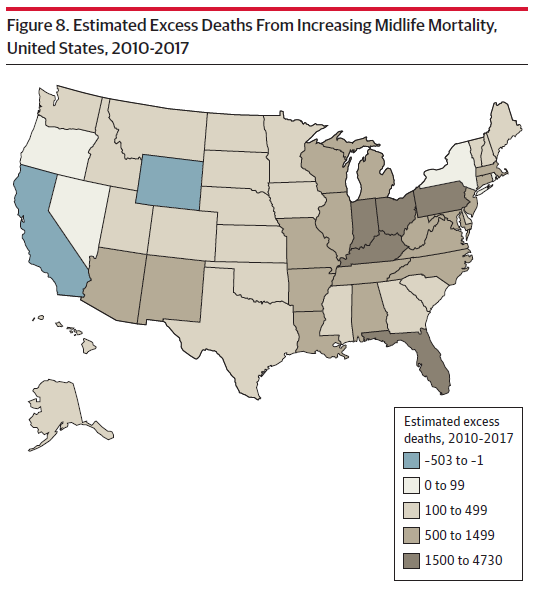 Figure 8. Estimated Excess Deaths From Increasing Midlife Mortality,
United States, 2010-2017
Estimated excess
deaths, 2010-2017
-503 to -1
0 to 99
100 to 499
500 to 1499
1500 to 4730